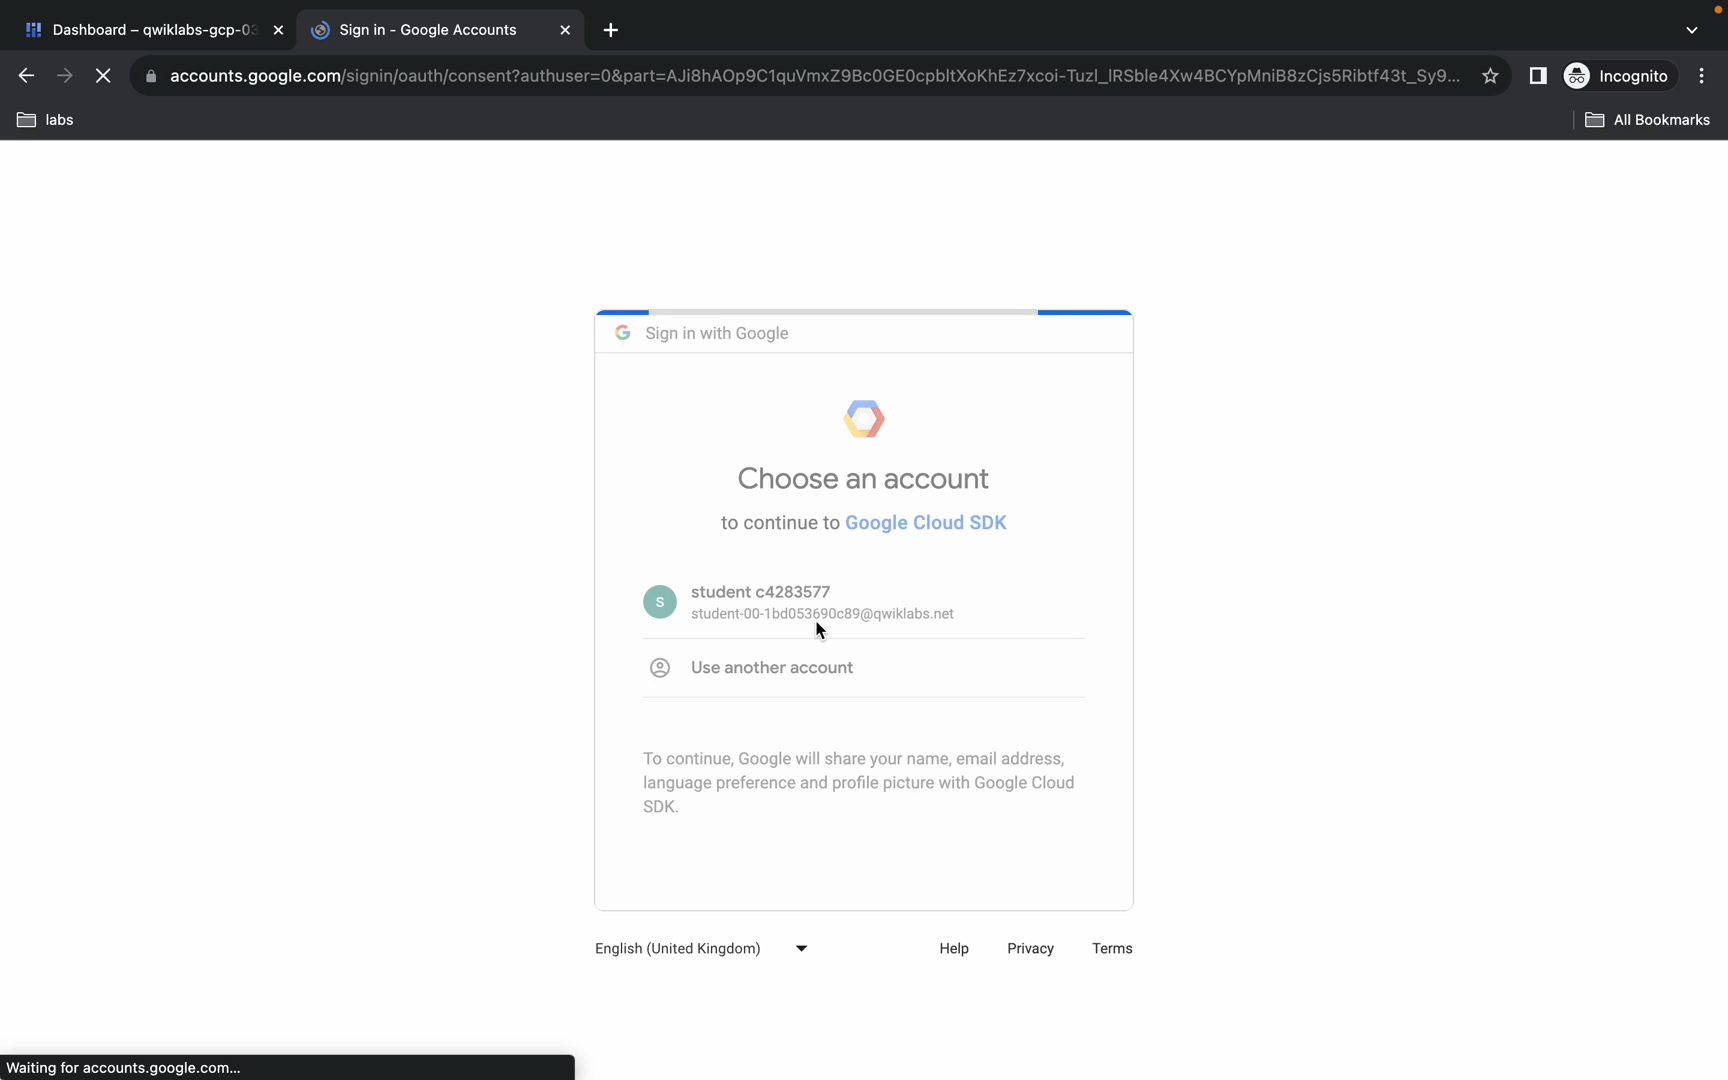 Dashboard – qwiklabs-gcp-03
Sign in - Google Accounts
accounts.google.com/signin/oauth/consent?authuser=0&part=AJi8hAOp9C1quVmxZ9Bc0GE0cpbltXoKhEz7xcoi-Tuzl_lRSble4Xw4BCYpMniB8zCjs5Ribtf43t_Sy9...
Incognito
labs
All Bookmarks
Sign in with Google
Choose an account
to continue to Google Cloud SDK
S
student c4283577
student-00-1bd053690c89@qwiklabs.net
Use another account
To continue, Google will share your name, email address,
language preference and profile picture with Google Cloud
SDK.
English (United Kingdom)
Help
Privacy
Terms
Waiting for accounts.google.com...